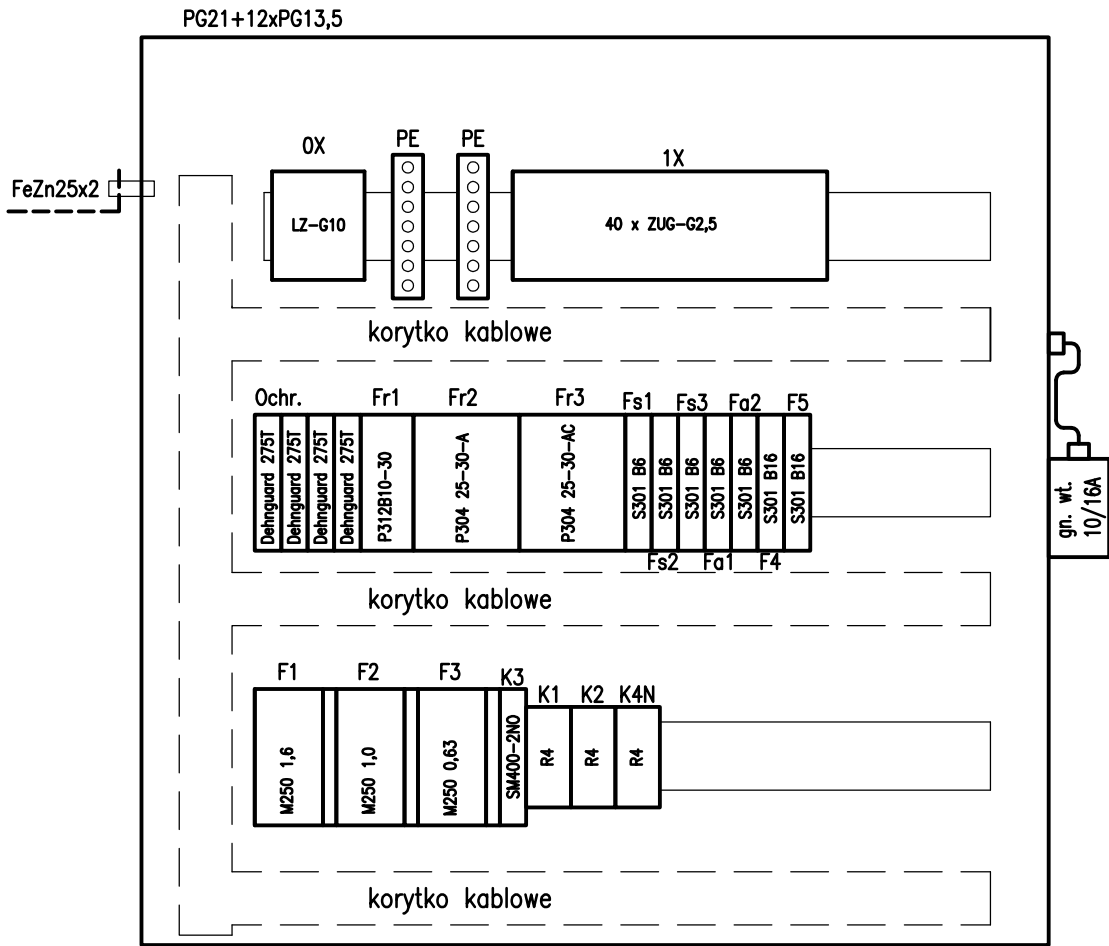 PG21+12xPG13,5
FeZn25x2
0X
PE
PE
1X
LZ-G10
40 x ZUG-G2,5
korytko kablowe
Ochr.
Fr1
Fr2
Fr3
Fs1
Fs3
Fa2
F5
Dehnguard 275T
Dehnguard 275T
Dehnguard 275T
Dehnguard 275T
P312B10-30
P304 25-30-A
P304 25-30-AC
S301 B6
S301 B6
S301 B6
S301 B6
S301 B6
S301 B16
S301 B16
Fs2
Fa1
F4
gn. wt.
10/16A
korytko kablowe
F1
F2
F3
K3
K1
K2
K4N
M250 1,6
M250 1,0
M250 0,63
SM400-2NO
R4
R4
R4
korytko kablowe